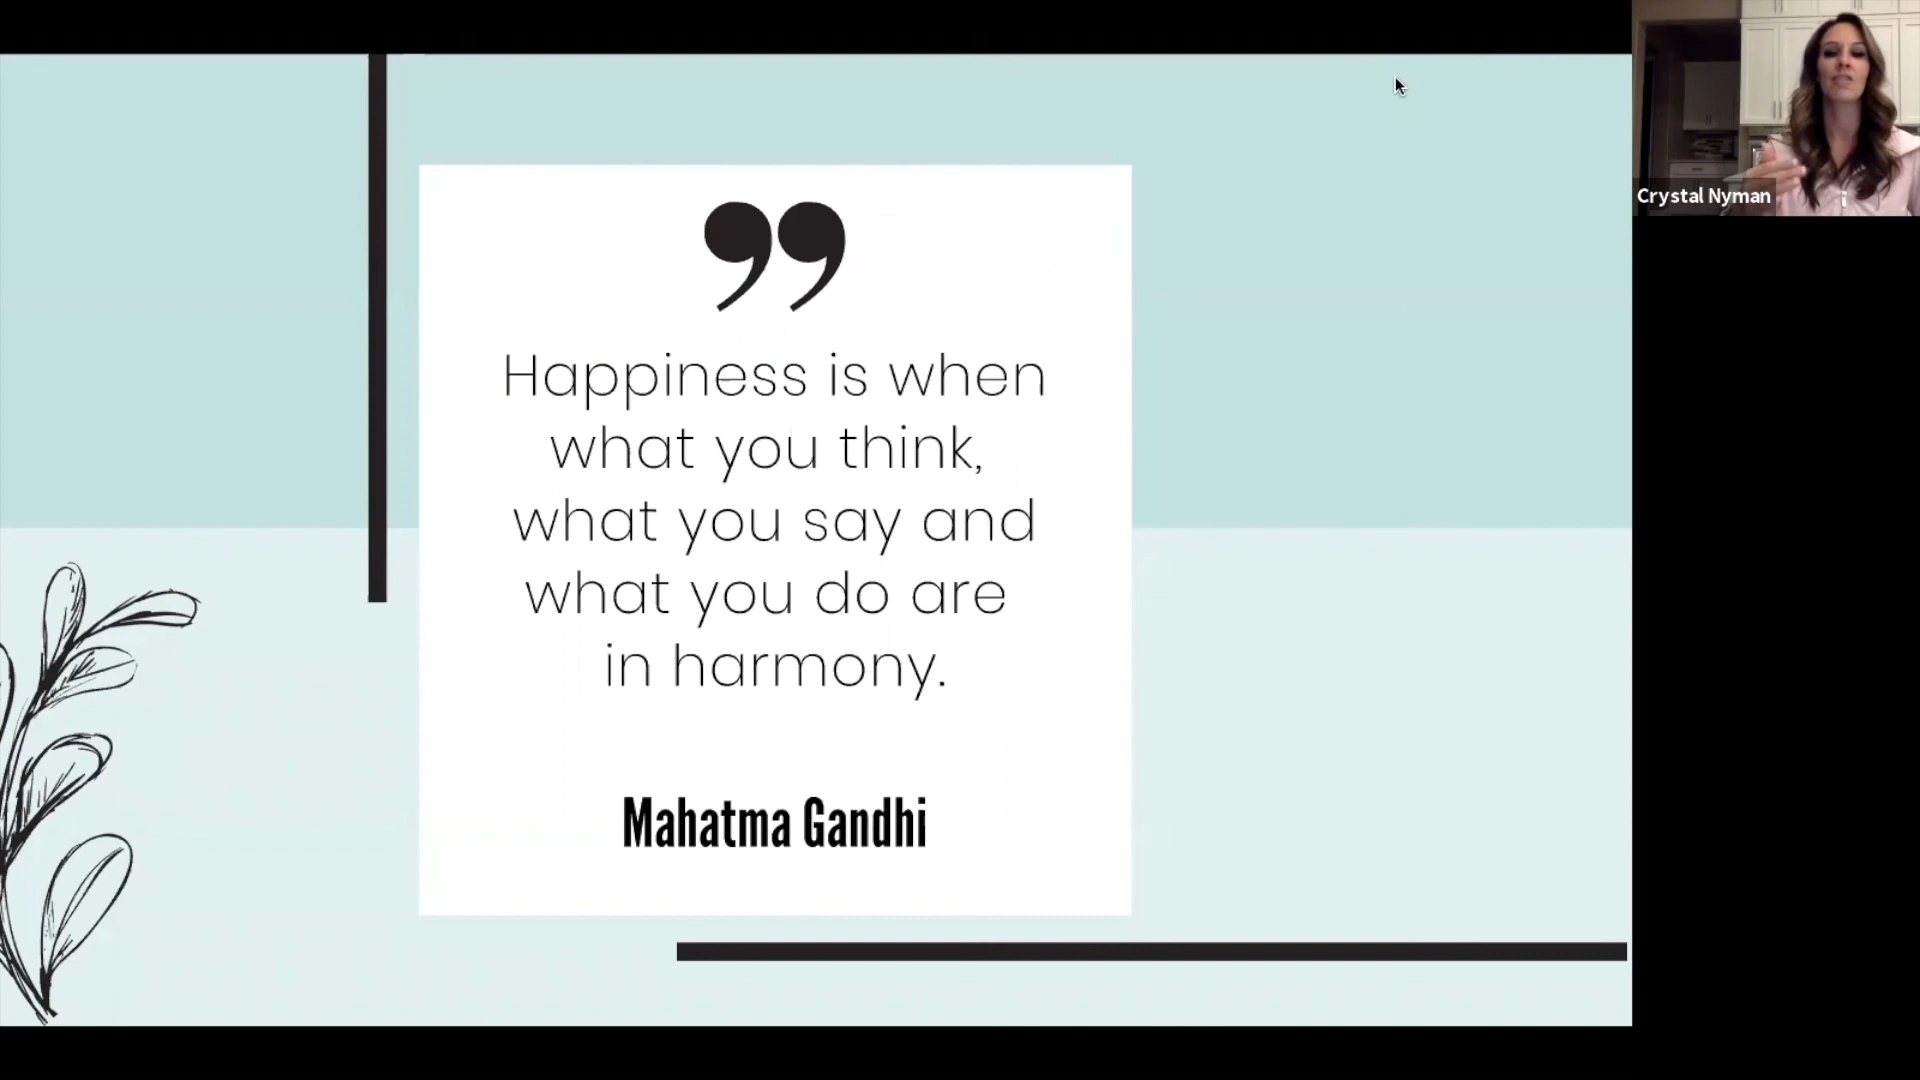 ”
Happiness is when
what you think,
what you say and
what you do are
in harmony.
Mahatma Gandhi
Crystal Nyman